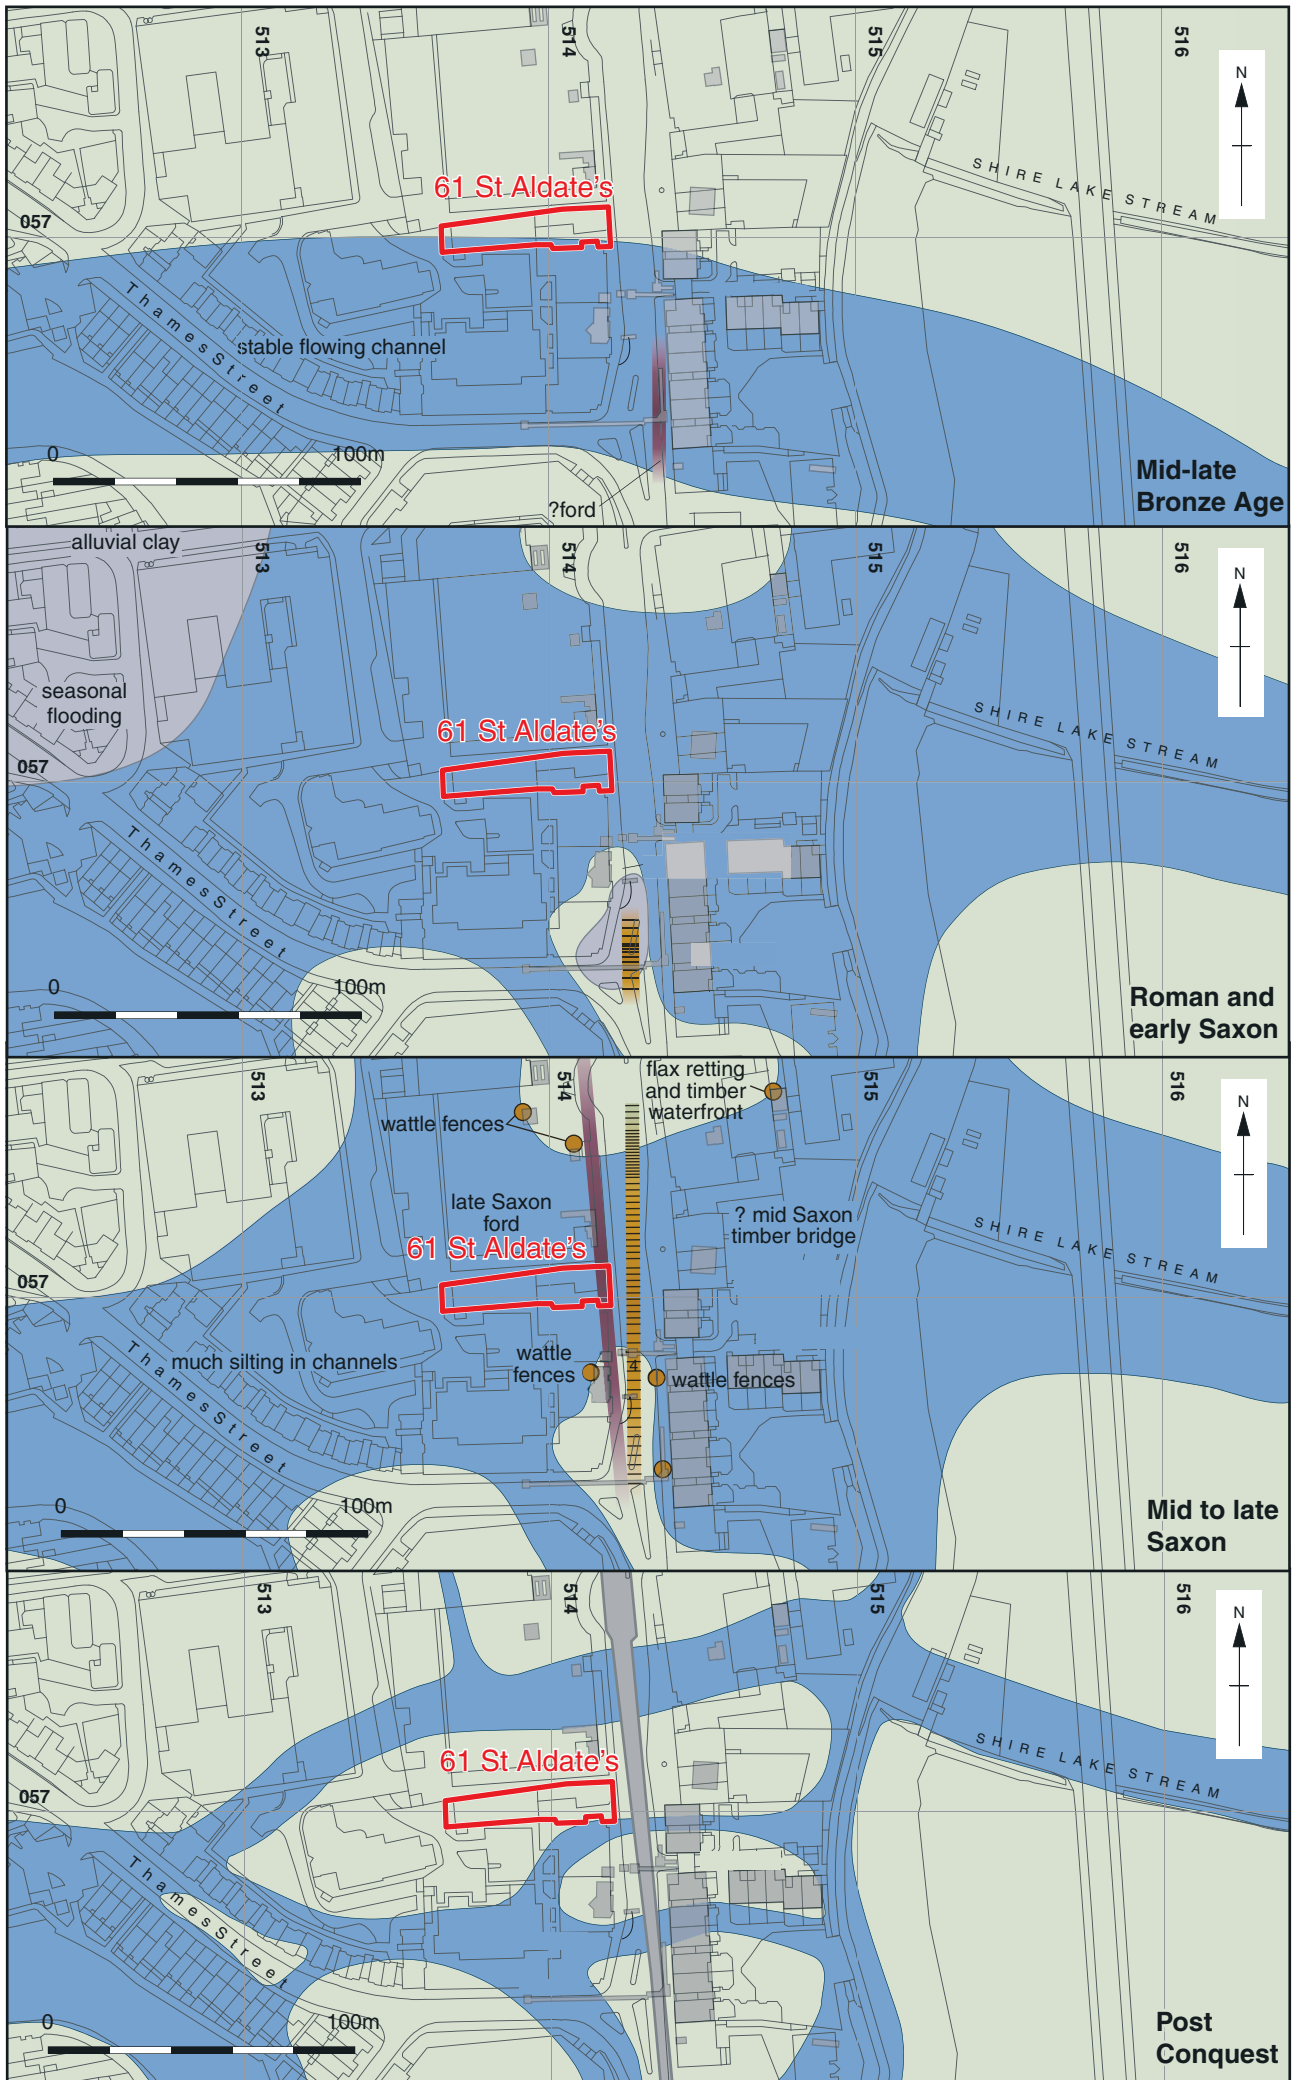 513
514
515
516
N
SHIRE LAKE STREAM
61 St Aldate's
057
Thames Street
stable flowing channel
0
100m
?ford
Mid-late
Bronze Age
alluvial clay
513
514
515
516
N
seasonal
flooding
SHIRE LAKE STREAM
61 St Aldate's
057
Thames Street
0
100m
Roman and
early Saxon
513
514
515
516
flax retting
and timber
waterfront
N
wattle fences
late Saxon
ford
? mid Saxon
timber bridge
SHIRE LAKE STREAM
61 St Aldate's
057
Thames Street
much silting in channels
wattle
fences
4
wattle fences
0
100m
Mid to late
Saxon
513
514
515
516
N
SHIRE LAKE STREAM
61 St Aldate's
057
Thames Street
0
100m
Post
Conquest